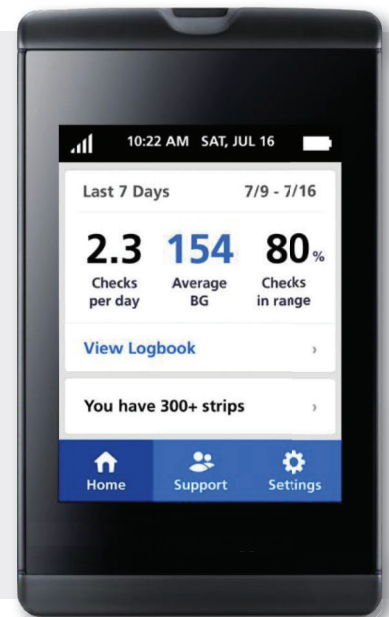 10:22 AM SAT, JUL 16
Last 7 Days 7/9 - 7/16
2.3 154 80%
Checks per day Average BG Checks in range
View Logbook ›
You have 300+ strips ›
Home Support Settings